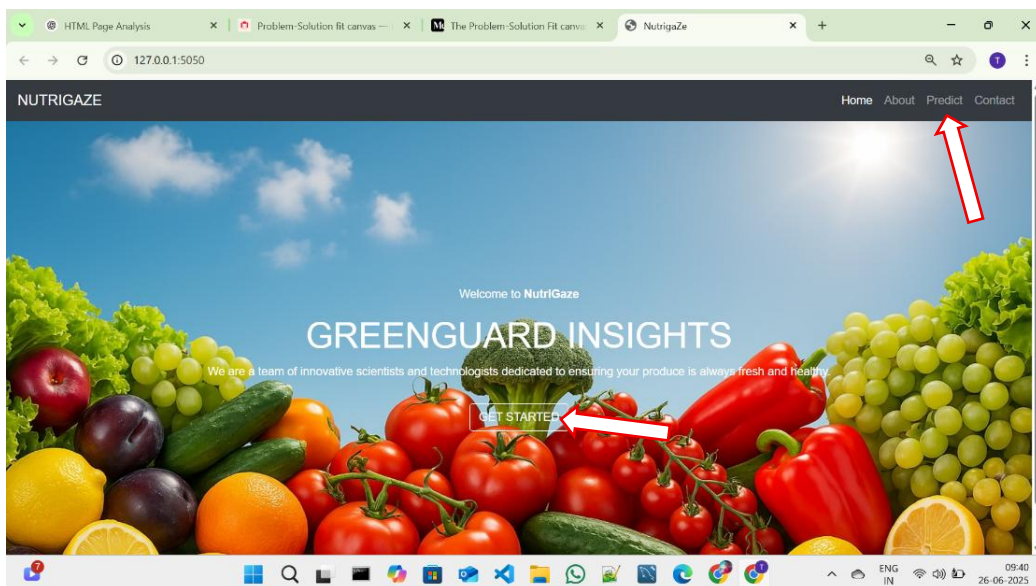 HTML Page Analysis
Problem-Solution fit canvas —
The Problem-Solution Fit canva
NutrigaZe
127.0.0.1:5050
T
NUTRIGAZE
Home About Predict Contact
Welcome to NutriGaze
GREENGUARD INSIGHTS
We are a team of innovative scientists and technologists dedicated to ensuring your produce is always fresh and healthy.
GET STARTED
7
ENG
IN
09:40
26-06-2025